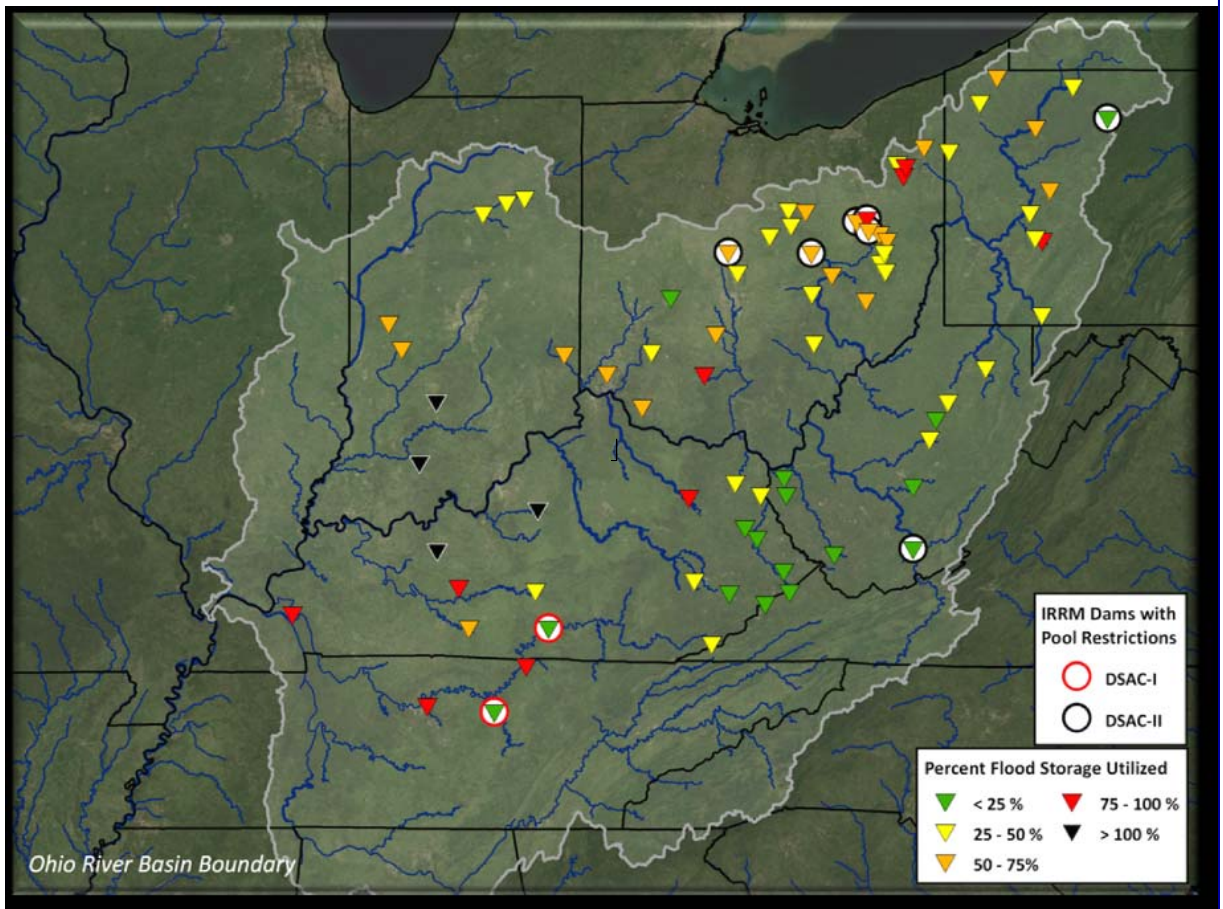 IRRM Dams with
Pool Restrictions
DSAC-I
DSAC-II
Percent Flood Storage Utilized
< 25 %
75 - 100 %
25 - 50 %
> 100 %
50 - 75%
Ohio River Basin Boundary